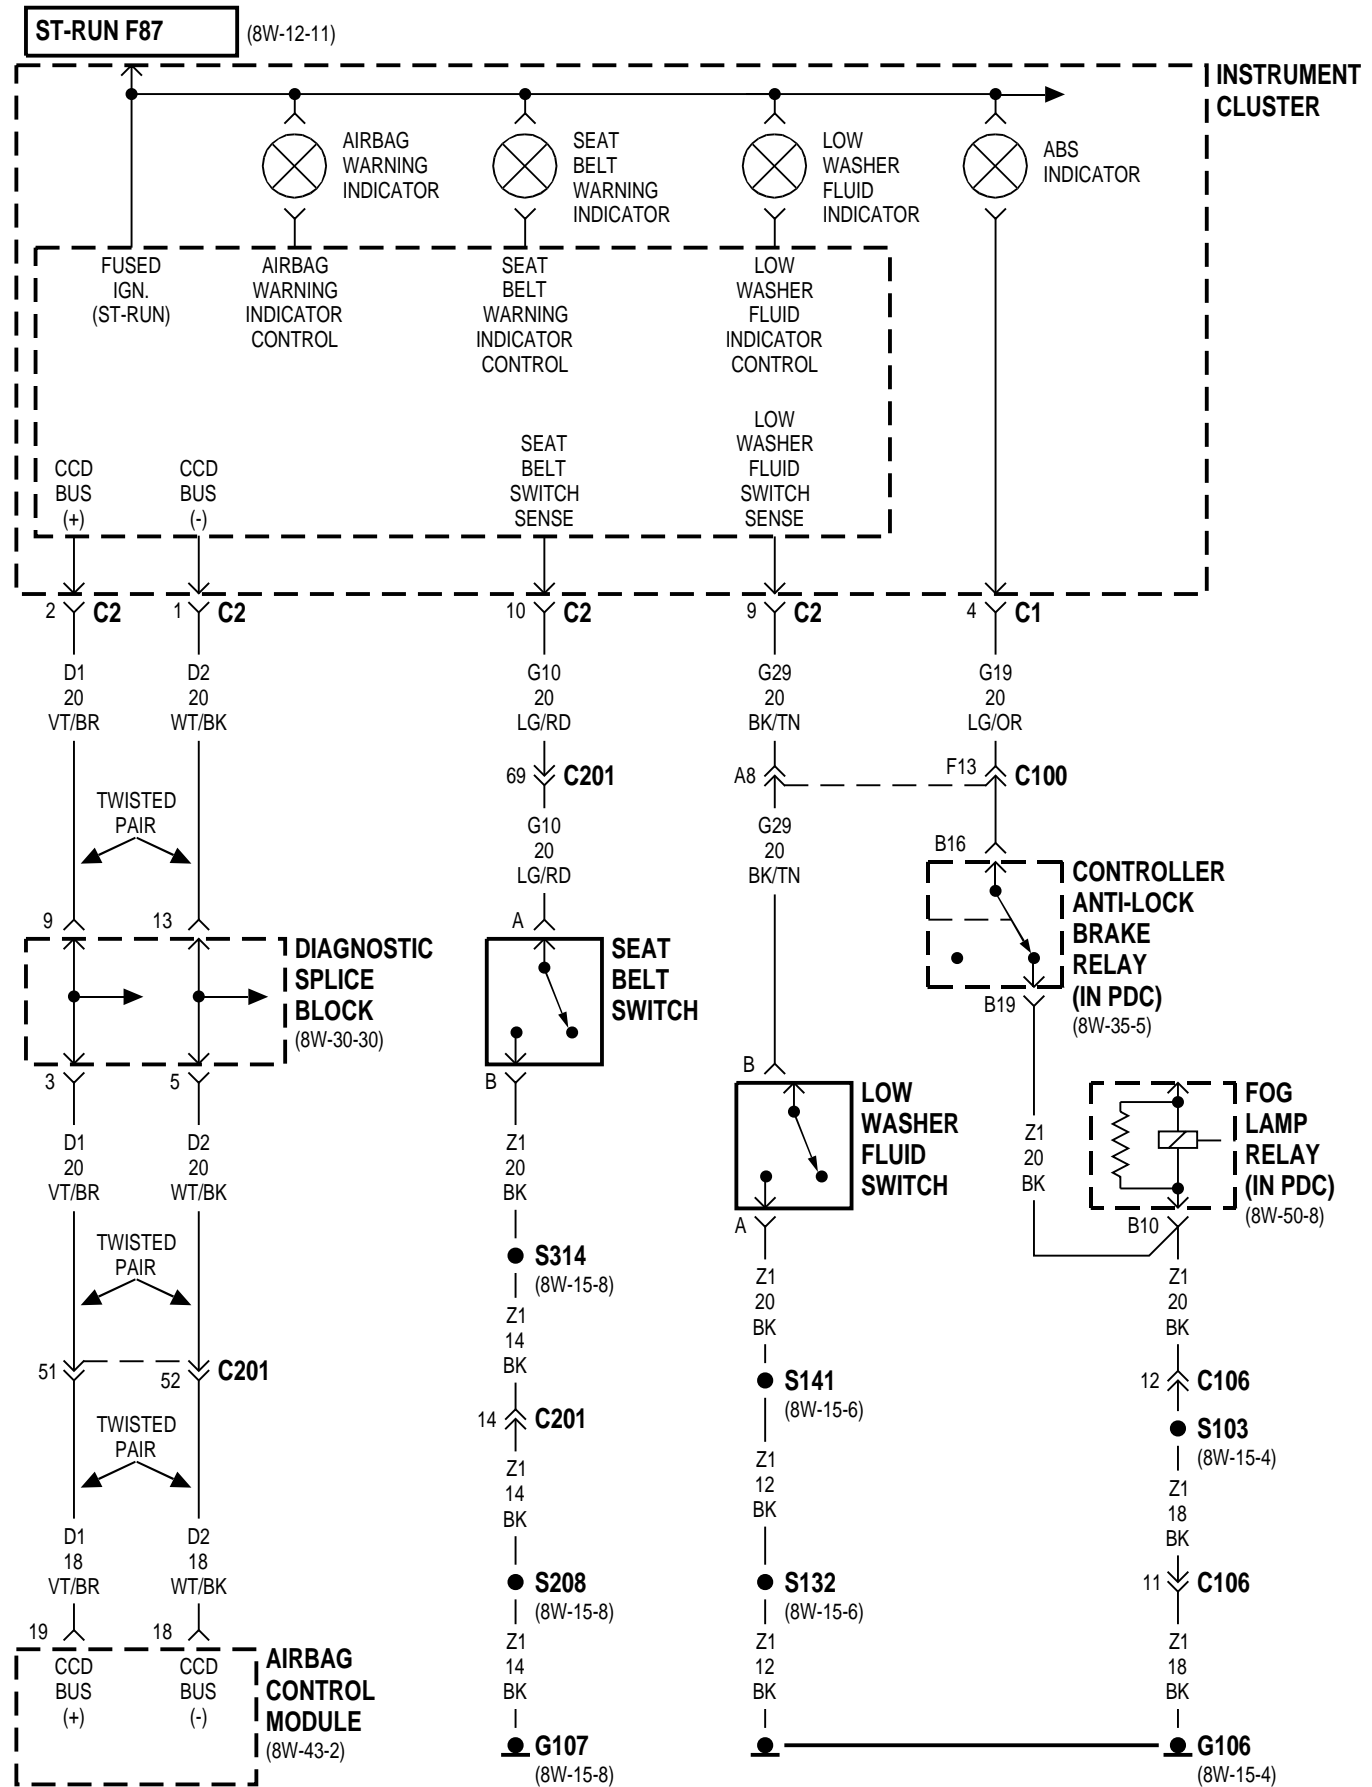 ST-RUN F87
(8W-12-11)
INSTRUMENT
CLUSTER
AIRBAG
WARNING
INDICATOR
SEAT
BELT
WARNING
INDICATOR
LOW
WASHER
FLUID
INDICATOR
ABS
INDICATOR
FUSED
IGN.
(ST-RUN)
AIRBAG
WARNING
INDICATOR
CONTROL
SEAT
BELT
WARNING
INDICATOR
CONTROL
LOW
WASHER
FLUID
INDICATOR
CONTROL
CCD
BUS
(+)
CCD
BUS
(-)
SEAT
BELT
SWITCH
SENSE
LOW
WASHER
FLUID
SWITCH
SENSE
2 C2
1 C2
10 C2
9 C2
4 C1
D1
20
VT/BR
D2
20
WT/BK
G10
20
LG/RD
G29
20
BK/TN
G19
20
LG/OR
69 C201
A8
F13 C100
TWISTED
PAIR
G10
20
LG/RD
G29
20
BK/TN
B16
CONTROLLER
ANTI-LOCK
BRAKE
RELAY
(IN PDC)
(8W-35-5)
B19
9
13
DIAGNOSTIC
SPLICE
BLOCK
(8W-30-30)
3
5
A
SEAT
BELT
SWITCH
B
B
LOW
WASHER
FLUID
SWITCH
A
Z1
20
BK
FOG
LAMP
RELAY
(IN PDC)
(8W-50-8)
B10
D1
20
VT/BR
D2
20
WT/BK
Z1
20
BK
TWISTED
PAIR
S314
(8W-15-8)
Z1
14
BK
Z1
20
BK
Z1
20
BK
51
52 C201
14 C201
S141
(8W-15-6)
12 C106
S103
(8W-15-4)
TWISTED
PAIR
Z1
14
BK
Z1
12
BK
Z1
18
BK
D1
18
VT/BR
D2
18
WT/BK
S208
(8W-15-8)
S132
(8W-15-6)
11 C106
19
18
CCD
BUS
(+)
CCD
BUS
(-)
AIRBAG
CONTROL
MODULE
(8W-43-2)
Z1
14
BK
Z1
12
BK
Z1
18
BK
G107
(8W-15-8)
G106
(8W-15-4)